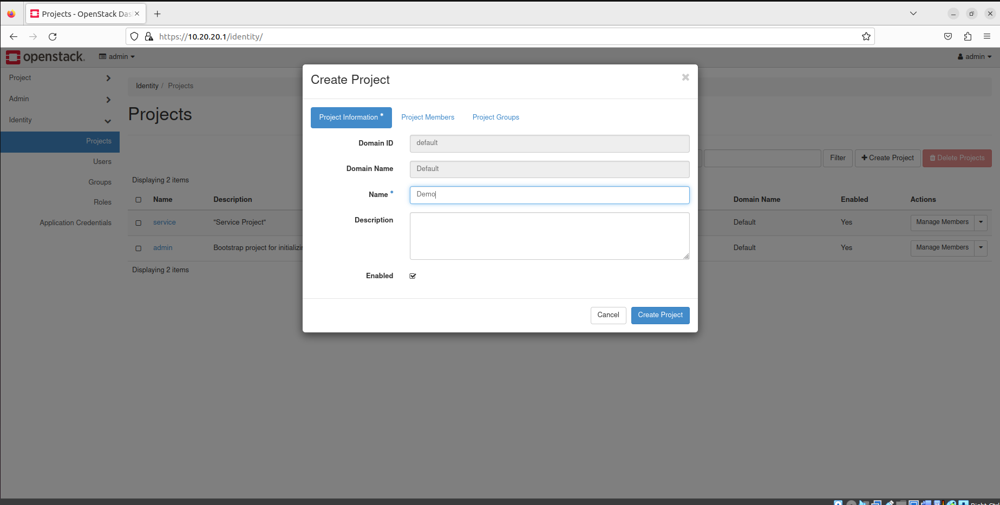 Projects - OpenStack Das
https://10.20.20.1/identity/
openstack.
admin
admin
Project
Admin
Identity
Projects
Users
Groups
Roles
Application Credentials
Identity / Projects
Projects
Filter
Create Project
Delete Projects
Displaying 2 items
Name Description Domain Name Enabled Actions
service "Service Project" Default Yes Manage Members
admin Bootstrap project for Default Yes Manage Members
Displaying 2 items
Create Project
Project Information *
Project Members
Project Groups
Domain ID
default
Domain Name
Default
Name *
Demo
Description
Enabled
Cancel
Create Project